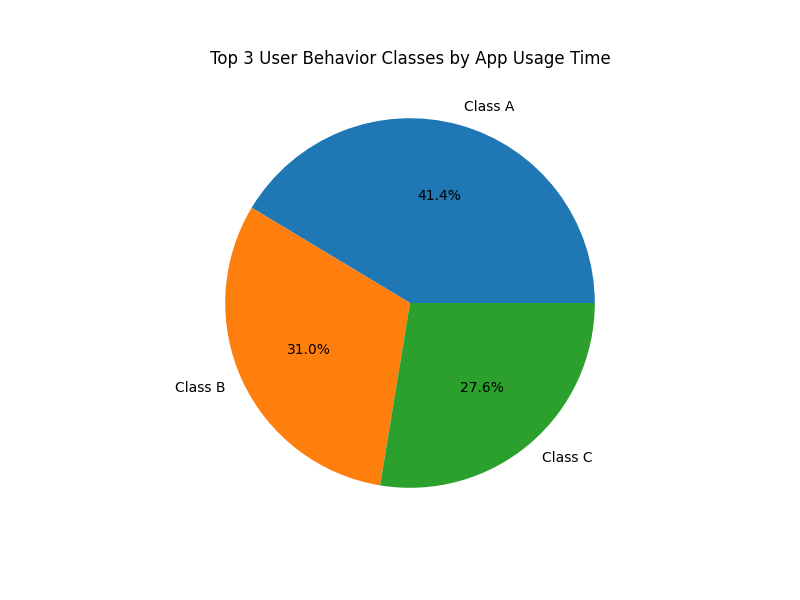 Top 3 User Behavior Classes by App Usage Time
Class A
41.4%
31.0%
Class B
27.6%
Class C